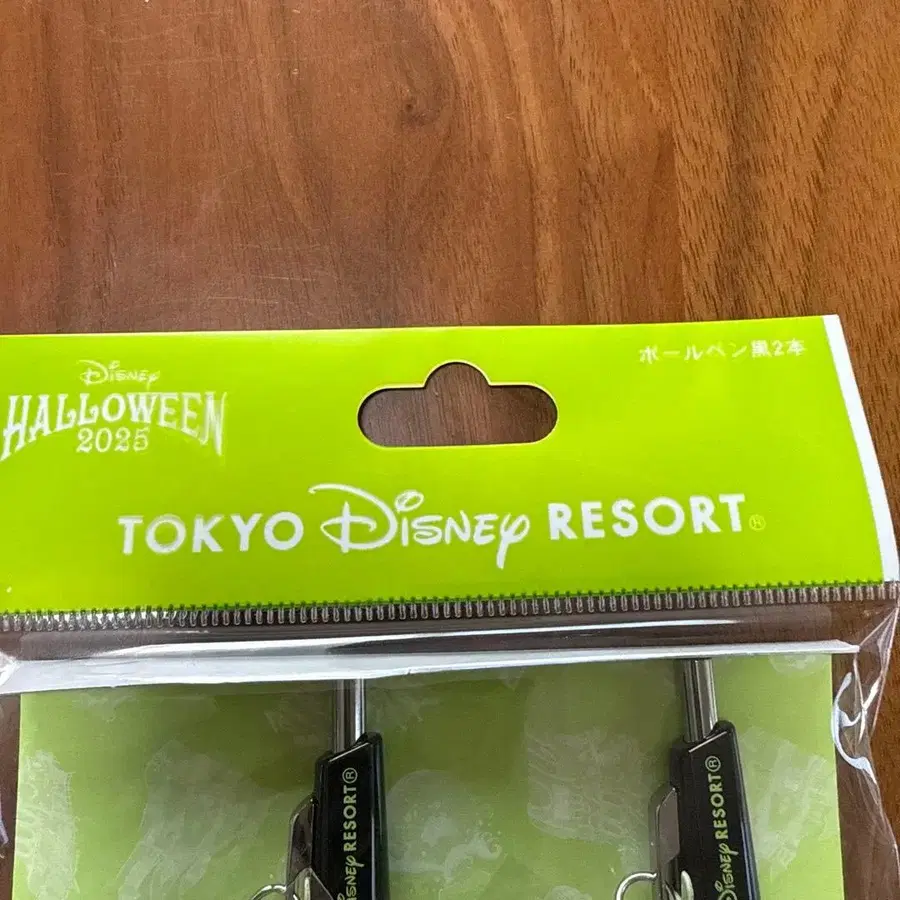 ボールペン黒2本
Disney
HALLOWEEN
2025
TOKYO Disney RESORT®
Disney RESORT®
Disney RESORT®